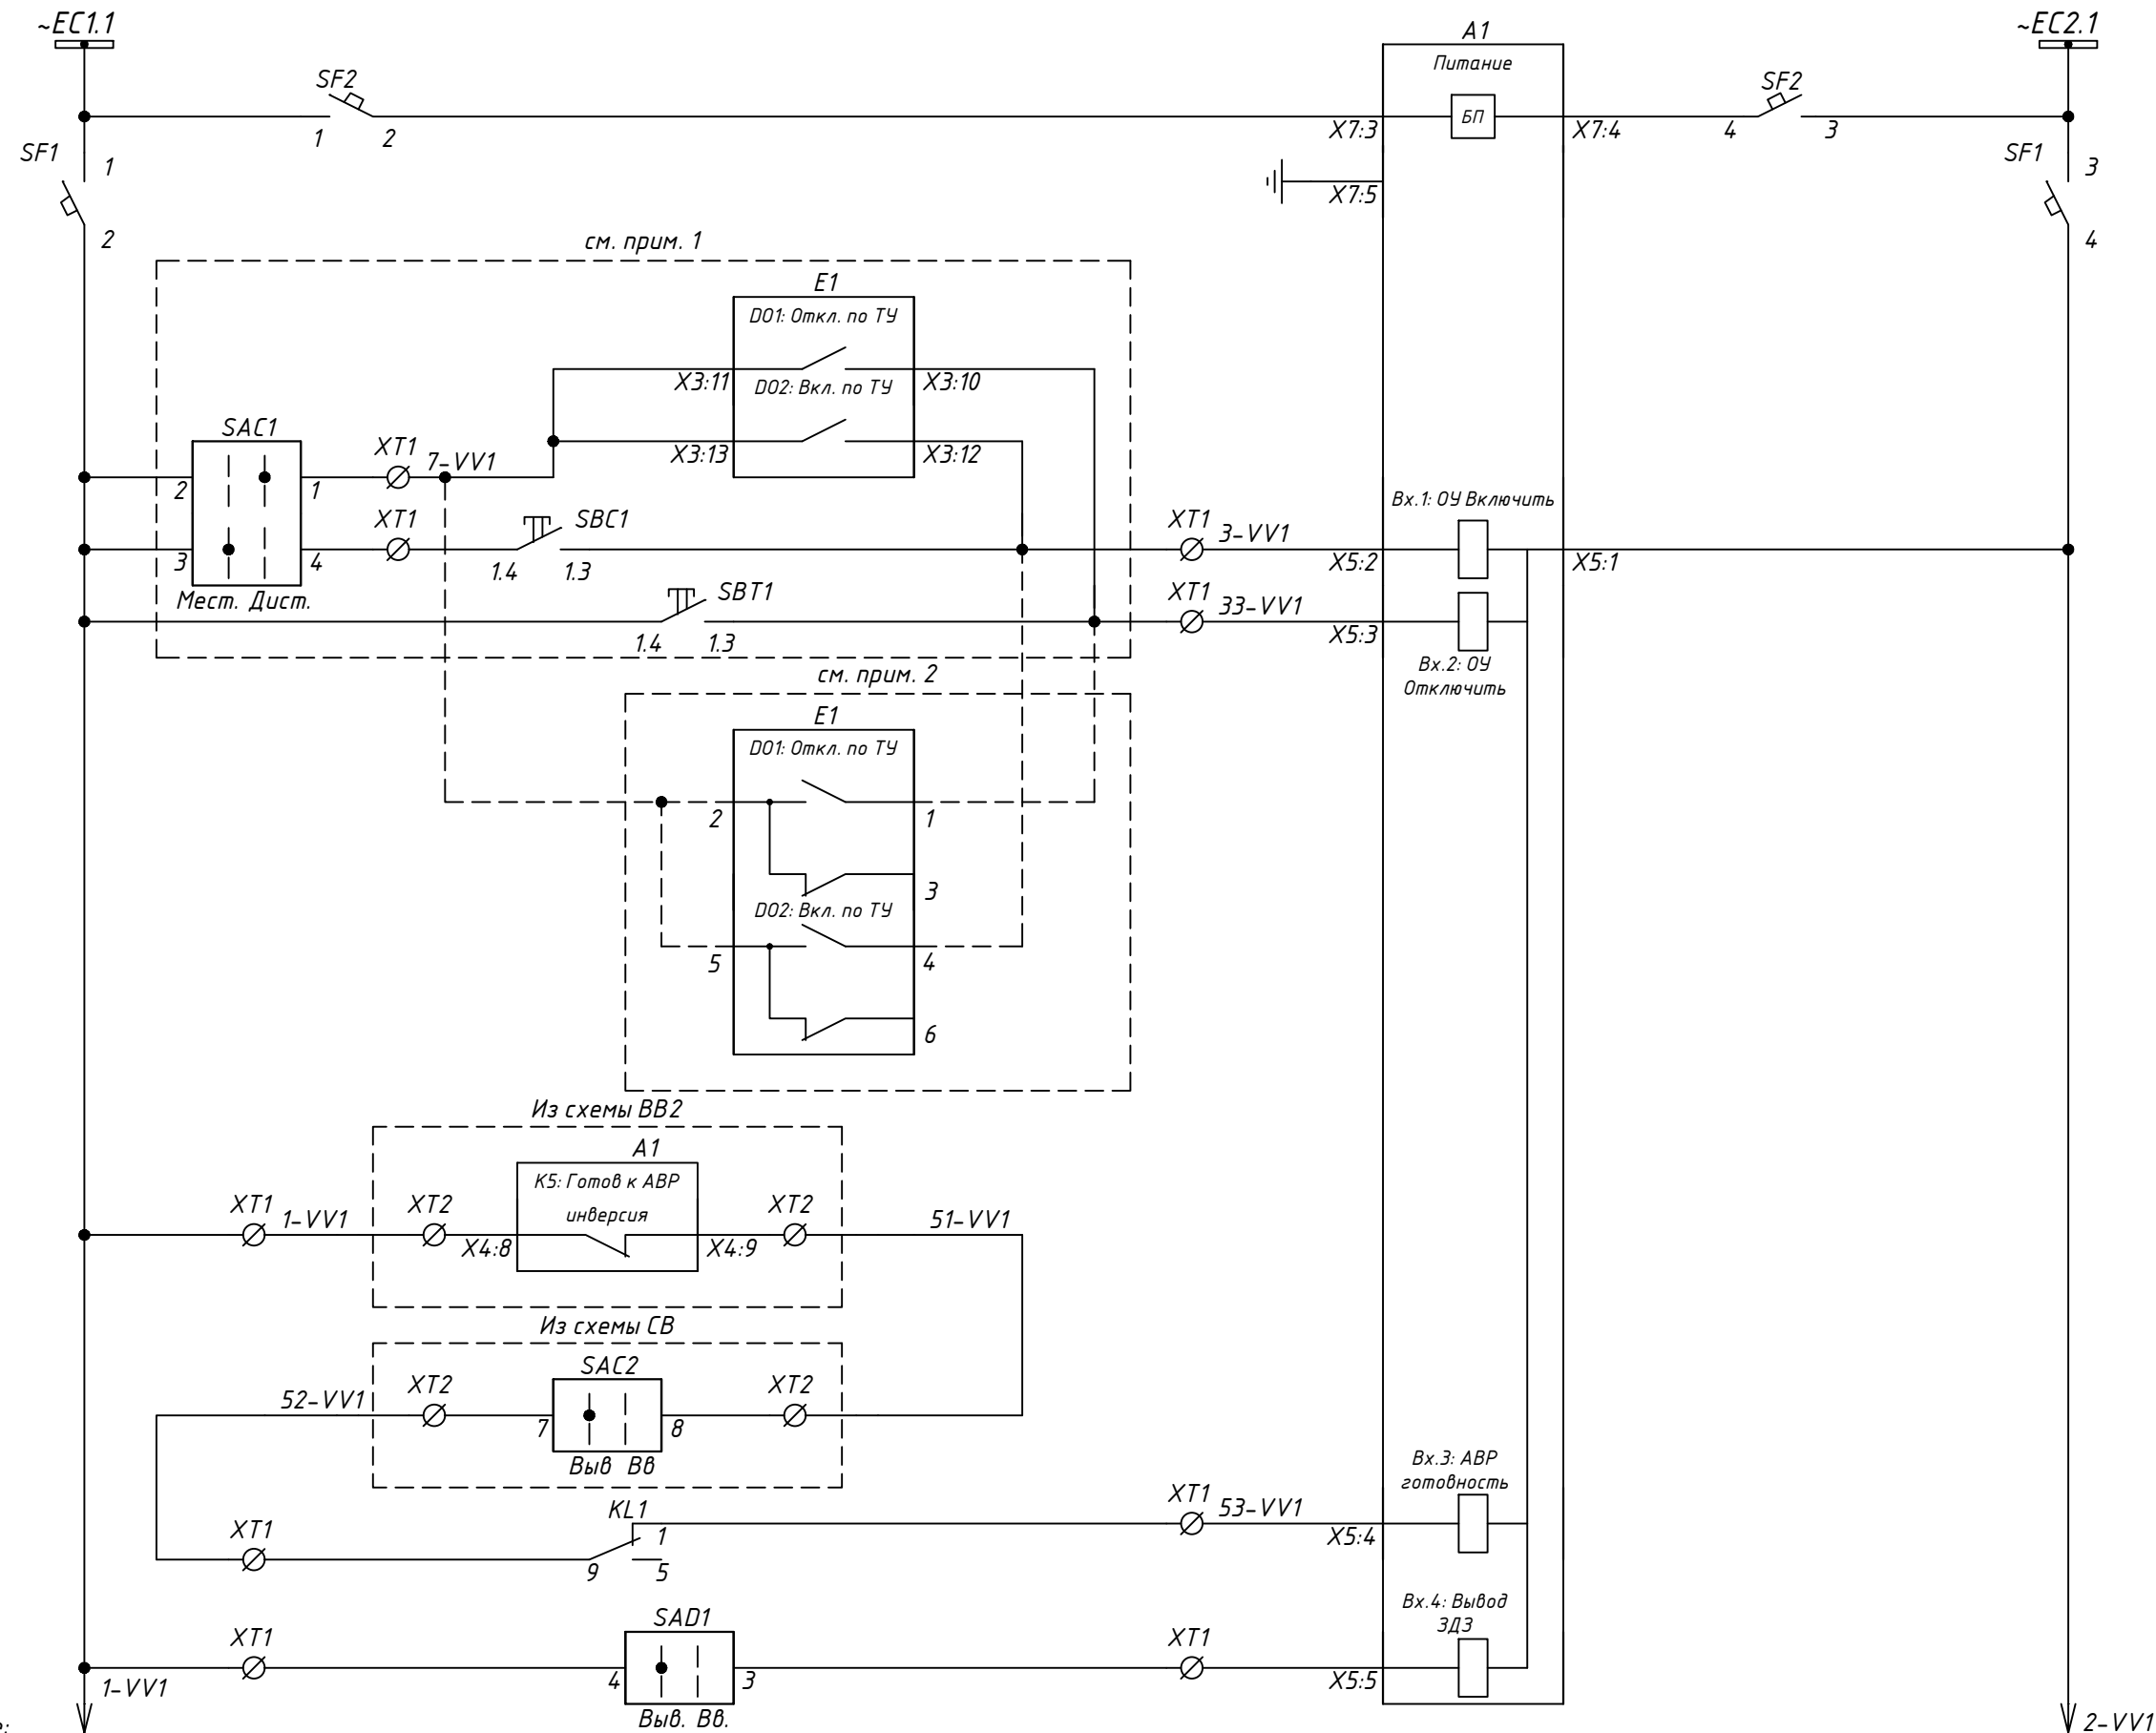 ~EC1.1
~EC2.1
A1
Питание
SF2
1
2
X7:3
БП
X7:4
SF2
4
3
SF1
1
2
X7:5
SF1
3
4
см. прим. 1
E1
DO1: Откл. по ТУ
X3:11
X3:10
DO2: Вкл. по ТУ
X3:13
X3:12
SAC1
2
1
3
4
Мест. Дист.
XT1
7-VV1
XT1
SBC1
1.4
1.3
SBT1
1.4
1.3
XT1
3-VV1
X5:2
Вх.1: ОУ Включить
X5:1
XT1
33-VV1
X5:3
Вх.2: ОУ
Отключить
см. прим. 2
E1
DO1: Откл. по ТУ
2
1
3
DO2: Вкл. по ТУ
5
4
6
Из схемы ВВ2
A1
K5: Готов к АВР
инверсия
XT1
1-VV1
XT2
X4:8
X4:9
XT2
51-VV1
Из схемы СВ
SAC2
52-VV1
XT2
7
8
XT2
Выв Вв
KL1
XT1
9
1
5
XT1
53-VV1
X5:4
Вх.3: АВР
готовность
SAD1
XT1
4
3
Выв. Вв.
XT1
X5:5
Вх.4: Вывод
ЗДЗ
1-VV1
2-VV1